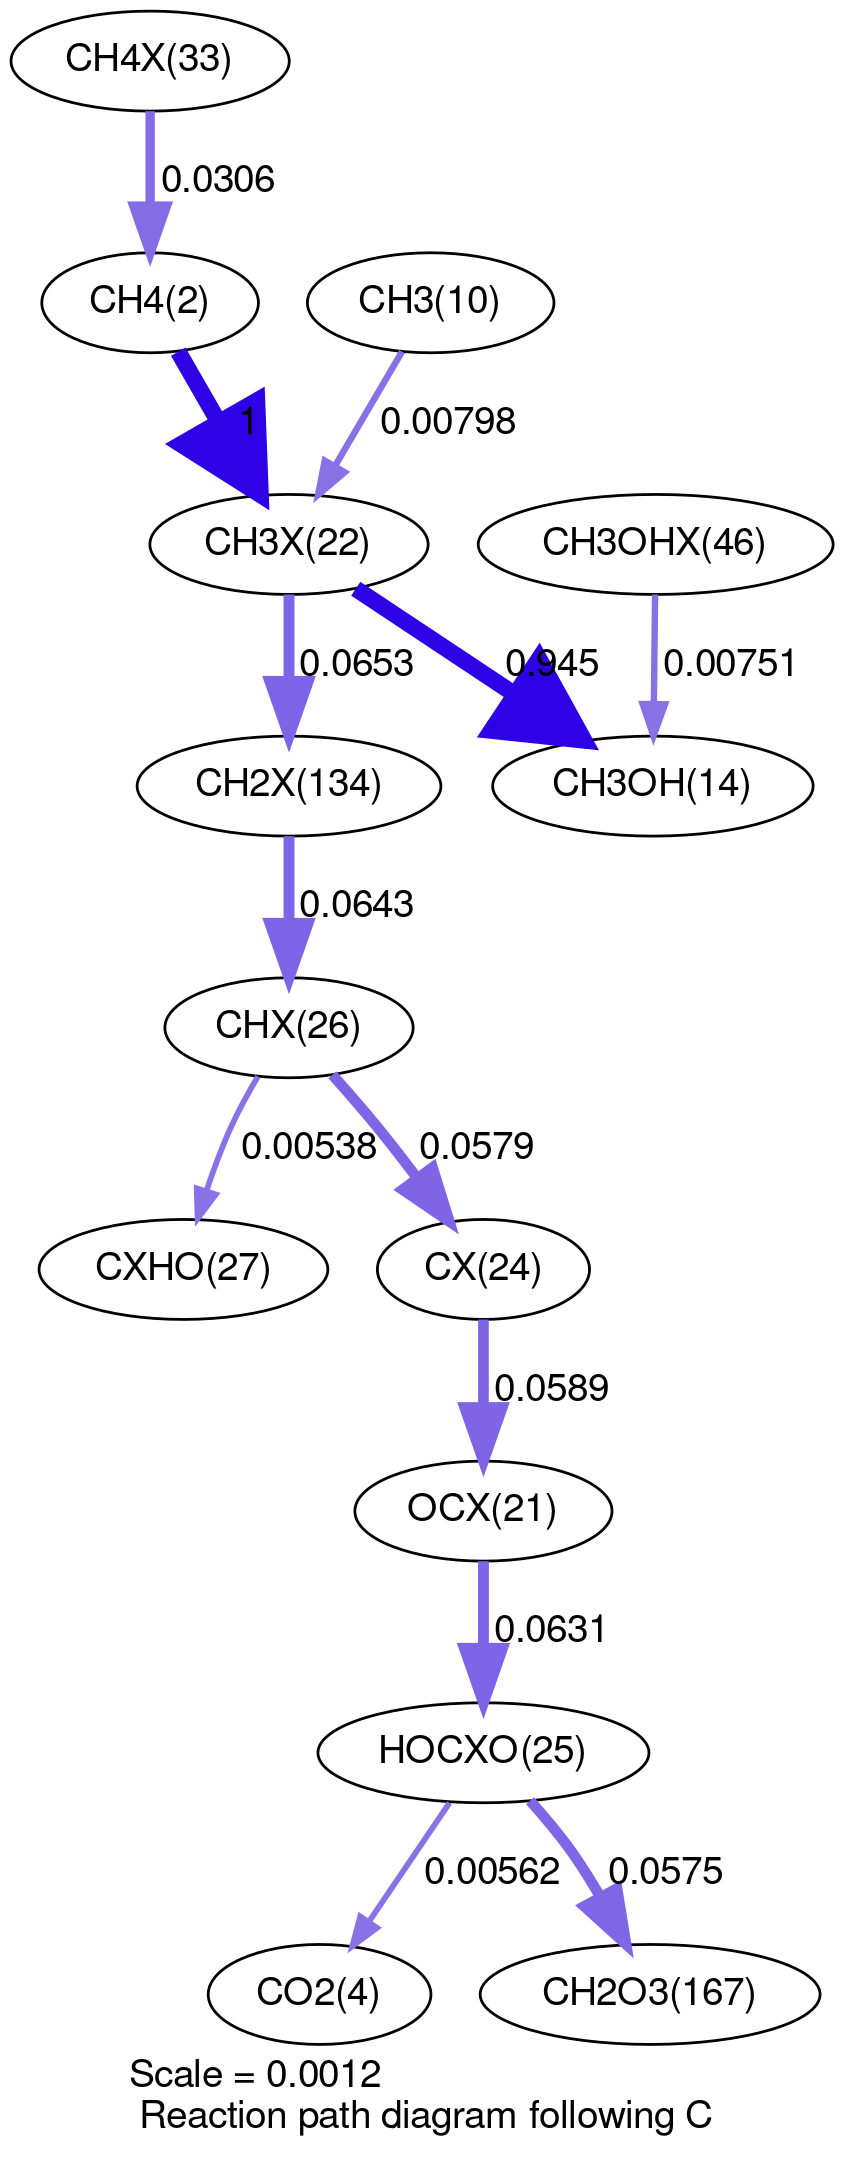 CH4X(33)
0.0306
CH4(2)
CH3(10)
1
0.00798
CH3X(22)
CH3OHX(46)
0.0653
0.945
0.00751
CH2X(134)
CH3OH(14)
0.0643
CHX(26)
0.00538
0.0579
CXHO(27)
CX(24)
0.0589
OCX(21)
0.0631
HOCXO(25)
0.00562
0.0575
CO2(4)
CH2O3(167)
Scale = 0.0012
Reaction path diagram following C